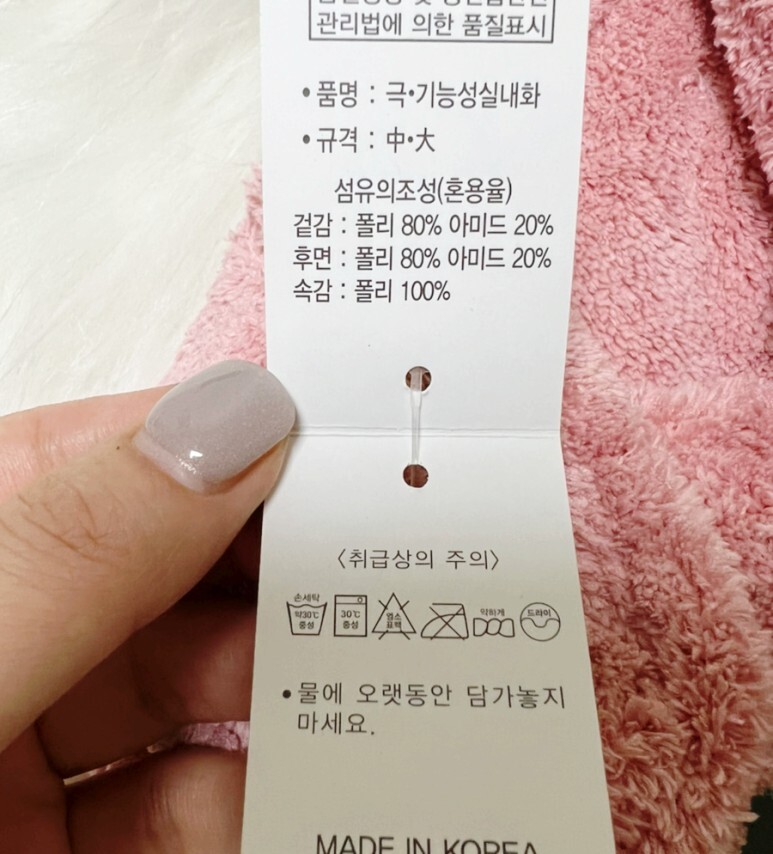 관리법에 의한 품질표시
• 품명 : 극•기능성실내화
• 규격 : 中•大
섬유의조성(혼용율)
겉감 : 폴리 80% 아미드 20%
후면 : 폴리 80% 아미드 20%
속감 : 폴리 100%
〈취급상의 주의〉
손세탁 약30℃ 중성 30℃ 중성 염소 표백 약하게 드라이
• 물에 오랫동안 담가놓지
마세요.
MADE IN KOREA